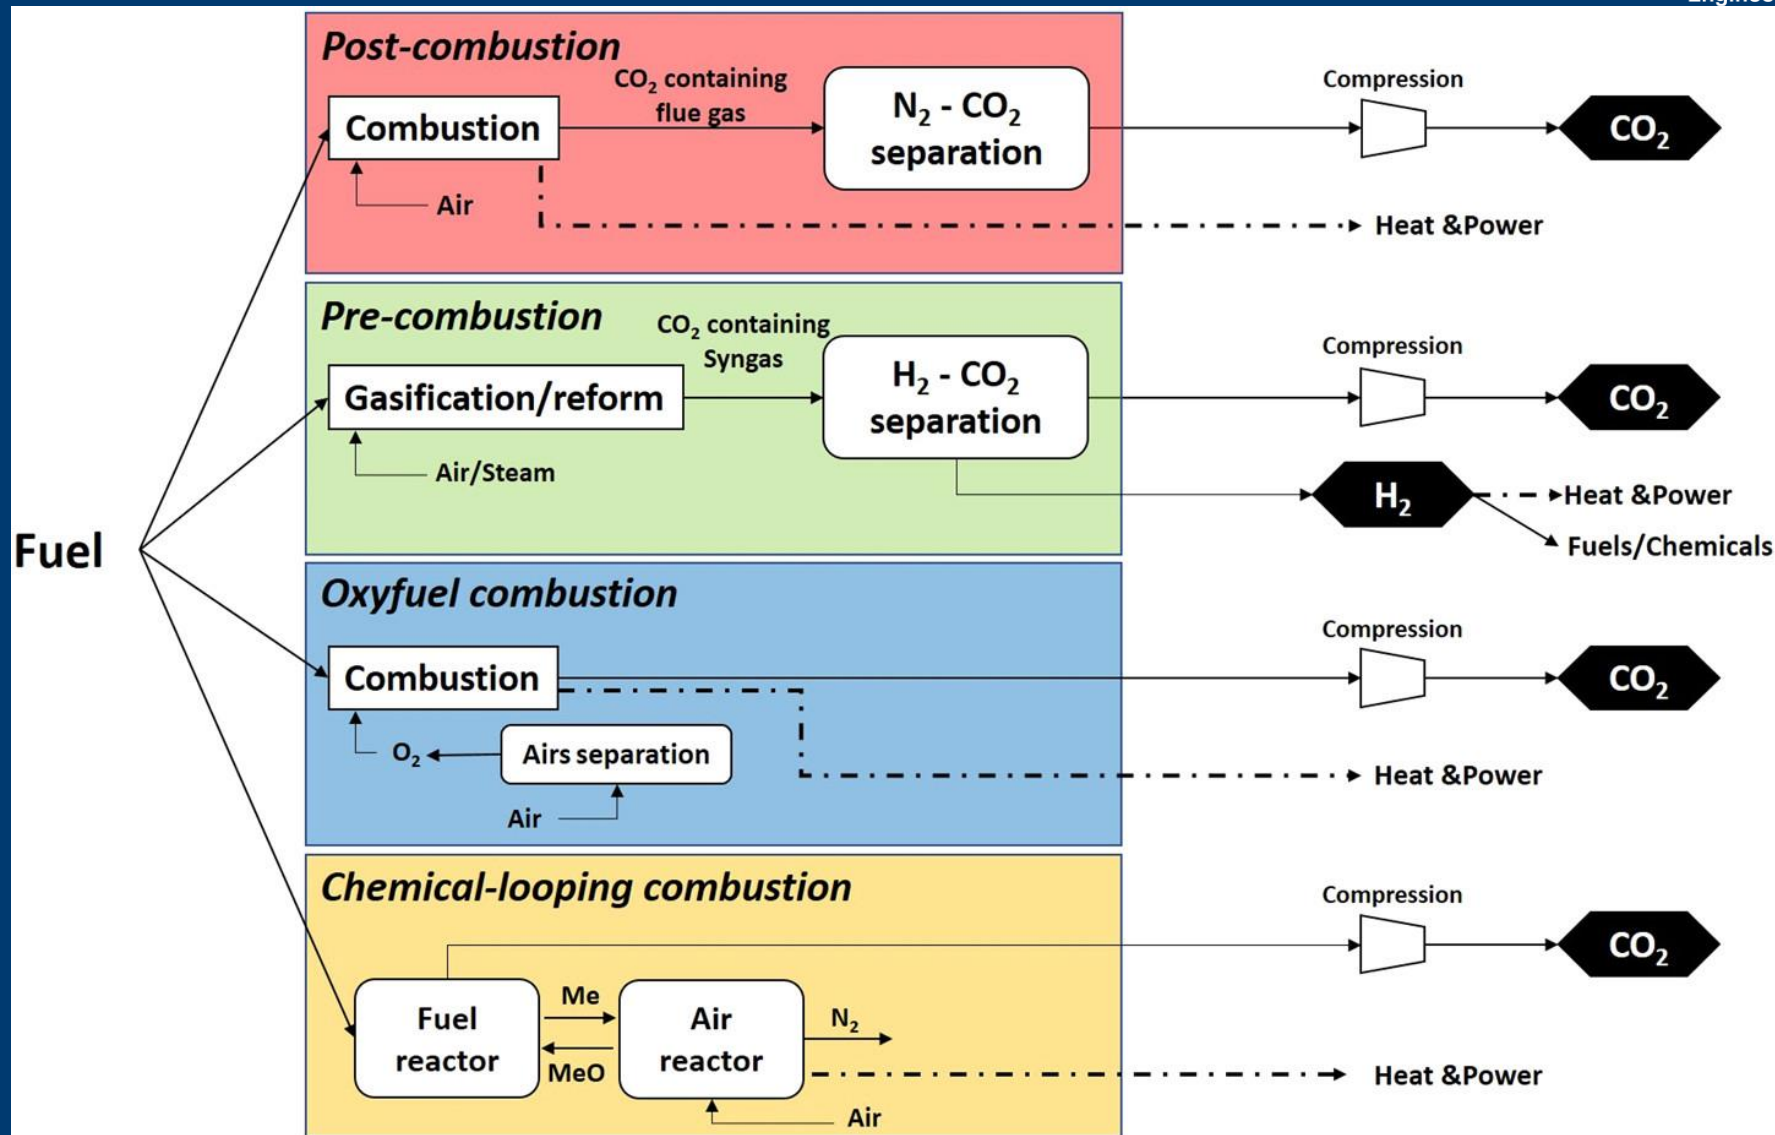 Post-combustion
CO₂ containing
flue gas
Combustion
N₂ - CO₂
separation
Compression
CO₂
Air
Heat &Power
Pre-combustion
CO₂ containing
Syngas
Gasification/reform
H₂ - CO₂
separation
Compression
CO₂
Air/Steam
H₂
Heat &Power
Fuels/Chemicals
Fuel
Oxyfuel combustion
Combustion
Compression
CO₂
O₂
Airs separation
Air
Heat &Power
Chemical-looping combustion
Compression
CO₂
Fuel
reactor
Me
MeO
Air
reactor
N₂
Heat &Power
Air